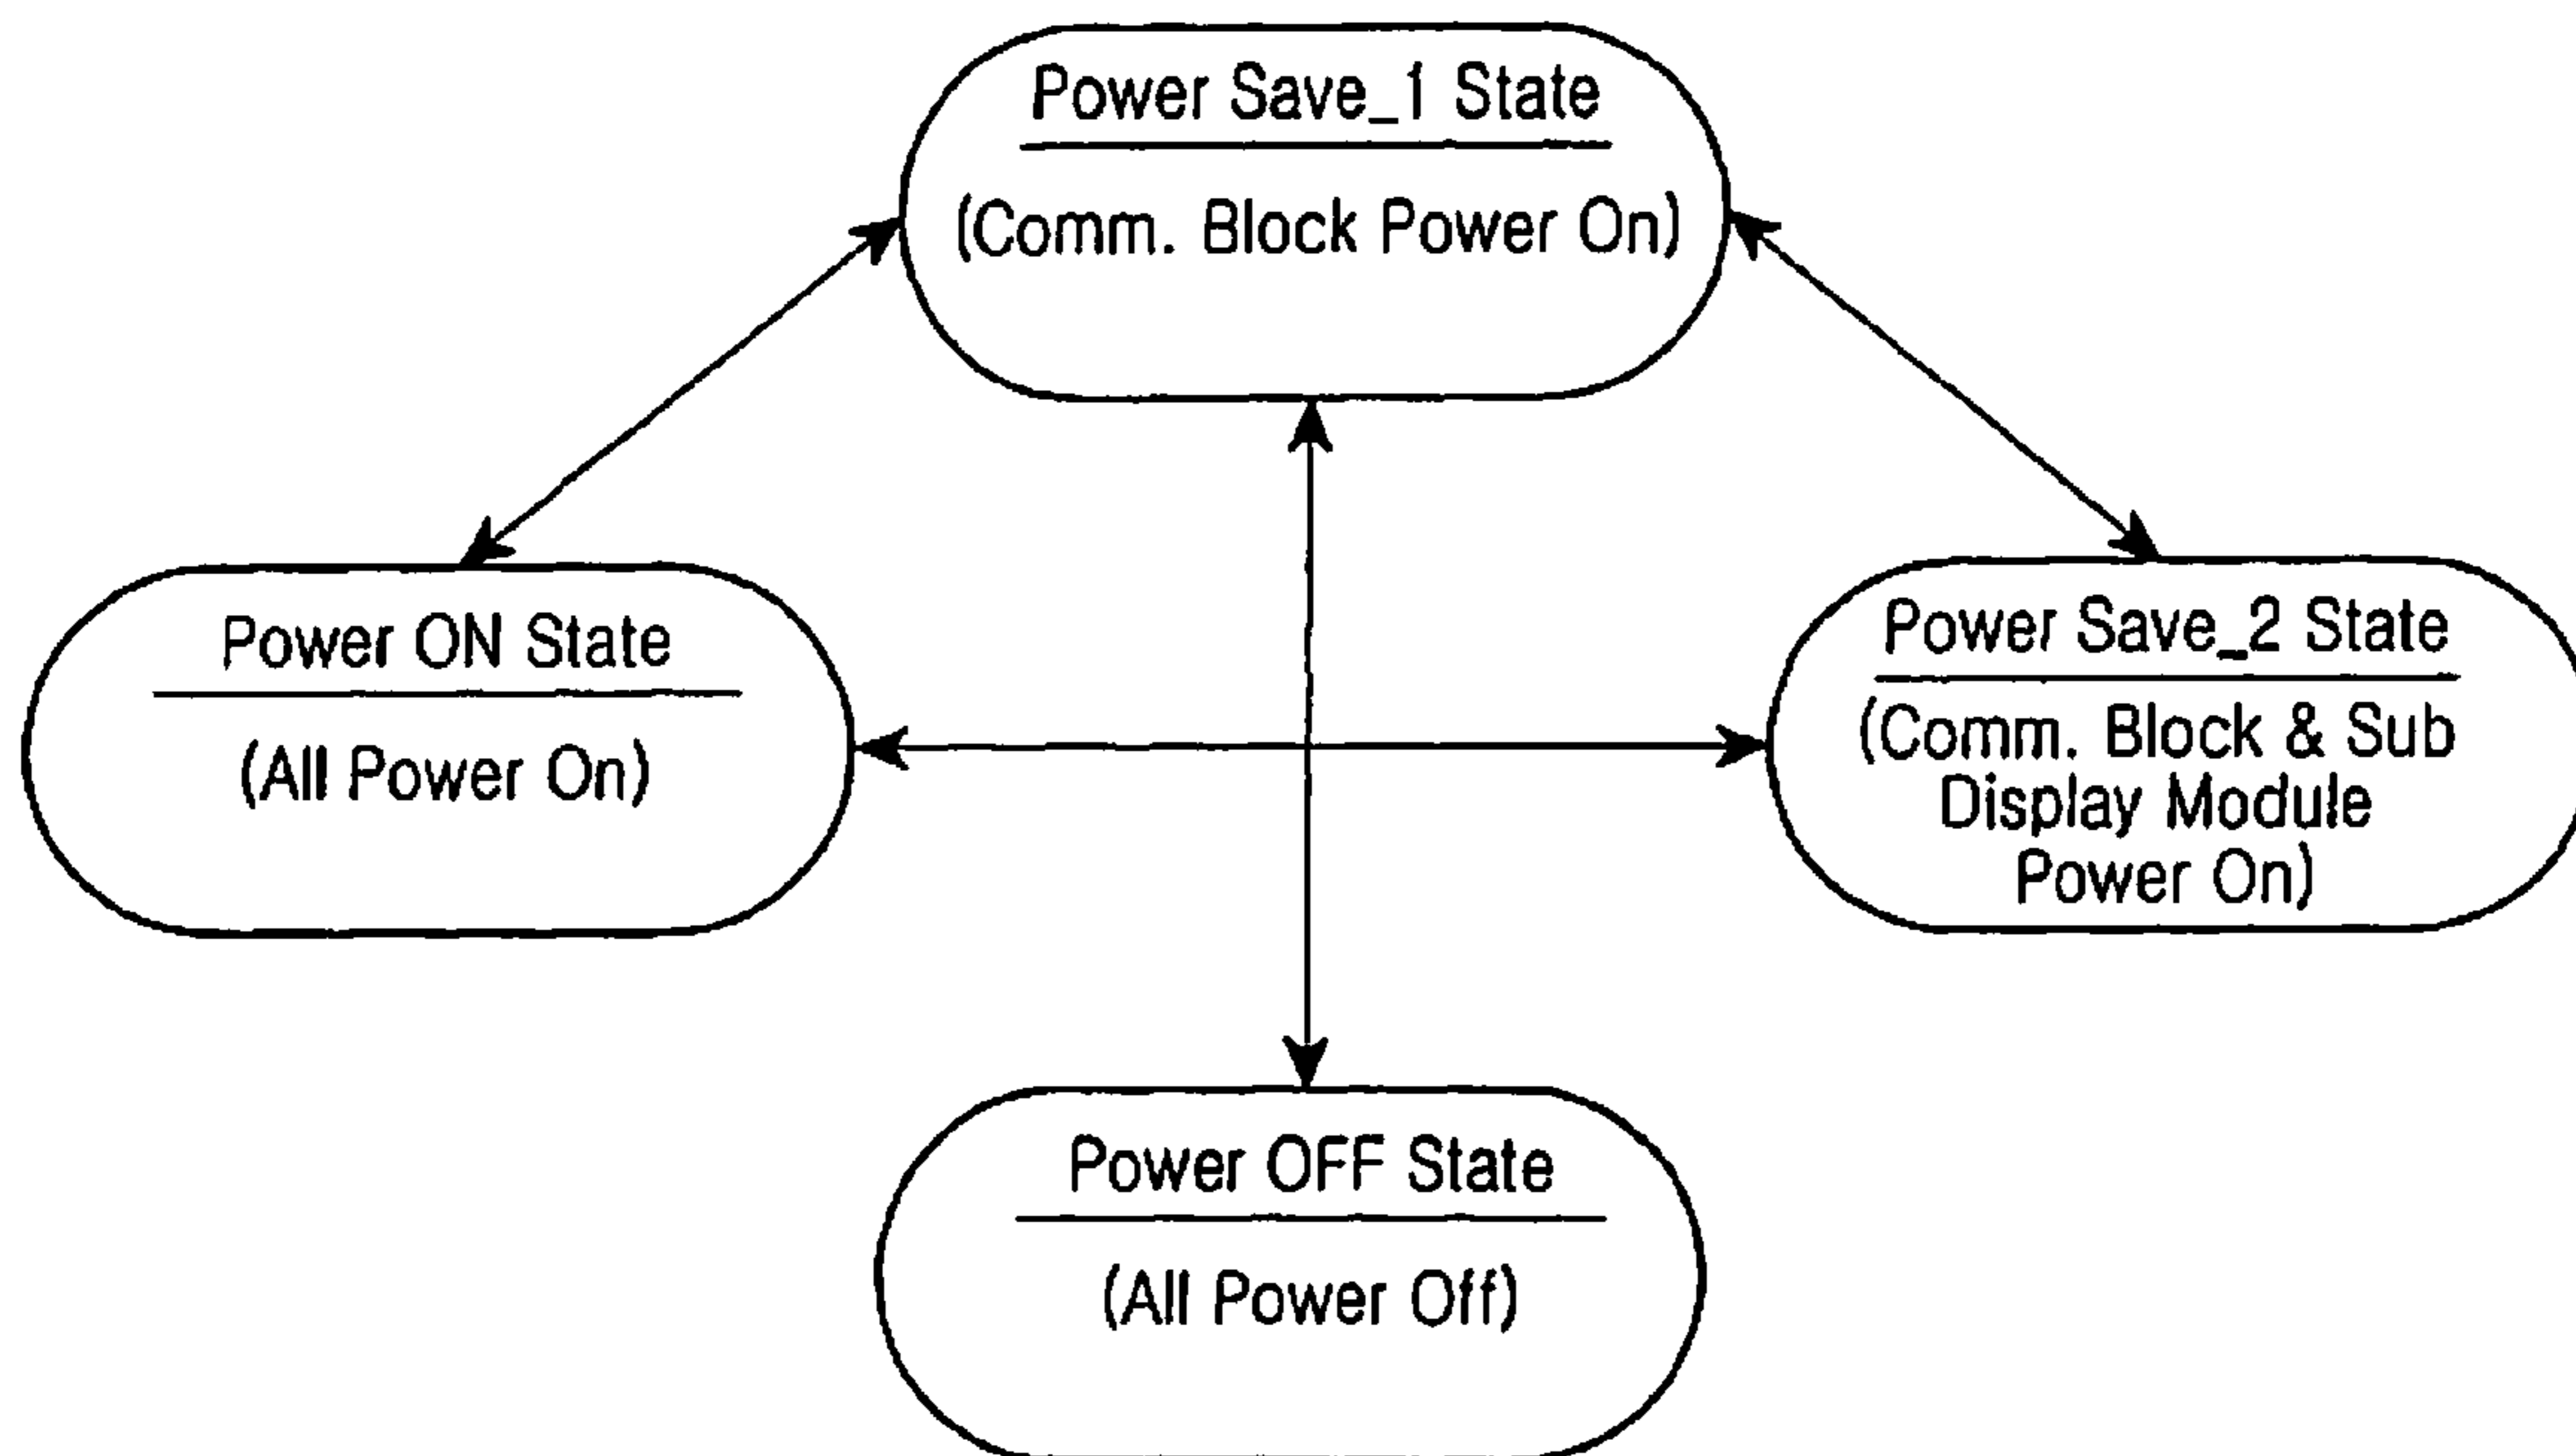 Power Save_1 State
(Comm. Block Power On)
Power ON State
(All Power On)
Power Save_2 State
(Comm. Block & Sub
Display Module
Power On)
Power OFF State
(All Power Off)